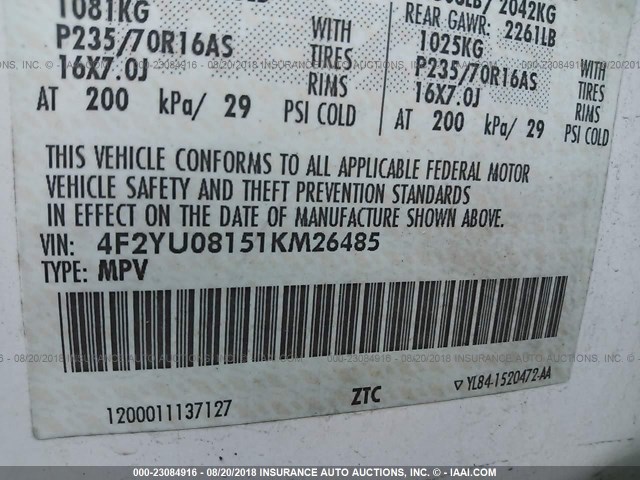 1081KG
P235/70R16AS WITH
16X7.0J TIRES
RIMS
AT 200 kPa/ 29 PSI COLD
2042KG
REAR GAWR: 2261LB
1025KG WITH
P235/70R16AS TIRES
16X7.0J RIMS
AT 200 kPa/ 29 PSI COLD
THIS VEHICLE CONFORMS TO ALL APPLICABLE FEDERAL MOTOR
VEHICLE SAFETY AND THEFT PREVENTION STANDARDS
IN EFFECT ON THE DATE OF MANUFACTURE SHOWN ABOVE.
VIN: 4F2YU08151KM26485
TYPE: MPV
1200011137127
ZTC
YL84-1520472-AA
000-23084916 - 08/20/2018 INSURANCE AUTO AUCTIONS, INC. - © - IAAI.COM